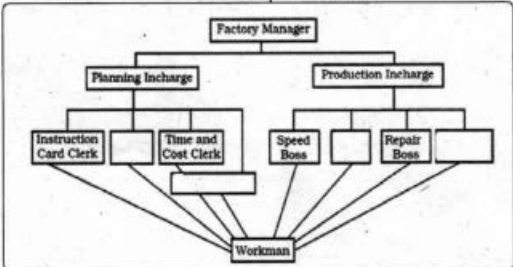 Factory Manager
Planning Incharge
Production Incharge
Instruction
Card Clerk
Time and
Cost Clerk
Speed
Boss
Repair
Boss
Workman